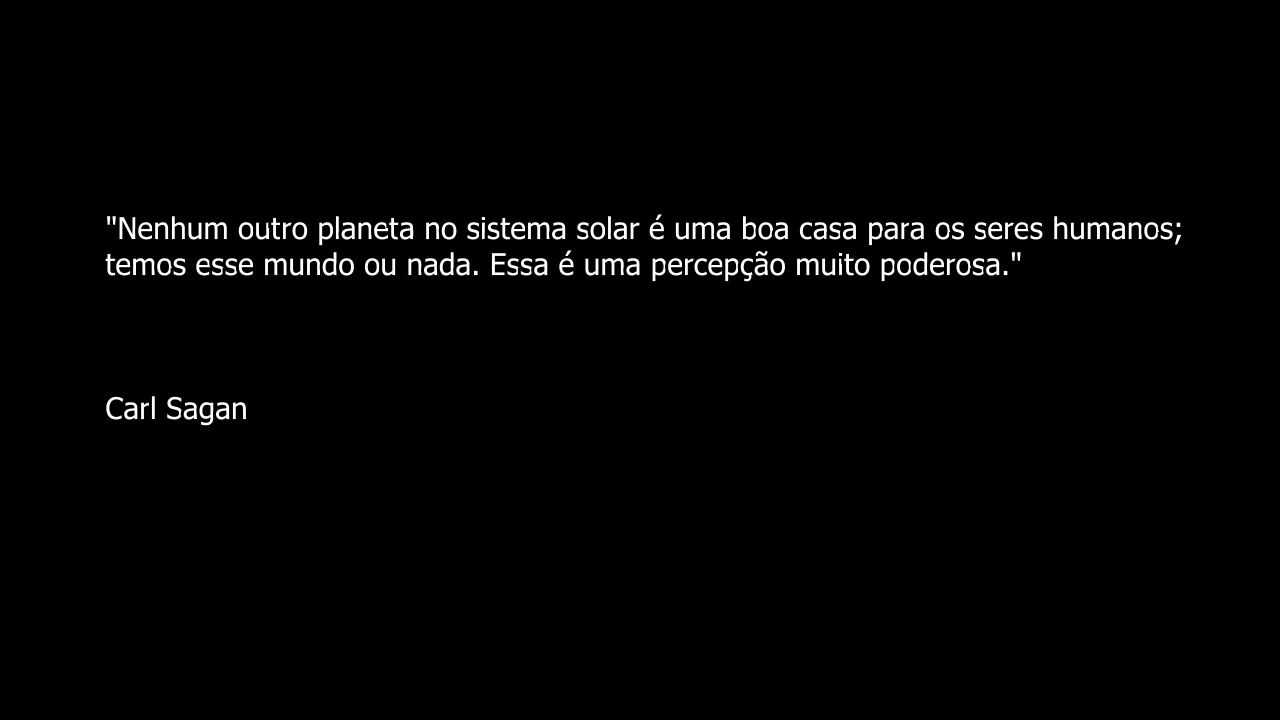 "Nenhum outro planeta no sistema solar é uma boa casa para os seres humanos;
temos esse mundo ou nada. Essa é uma percepção muito poderosa."
Carl Sagan